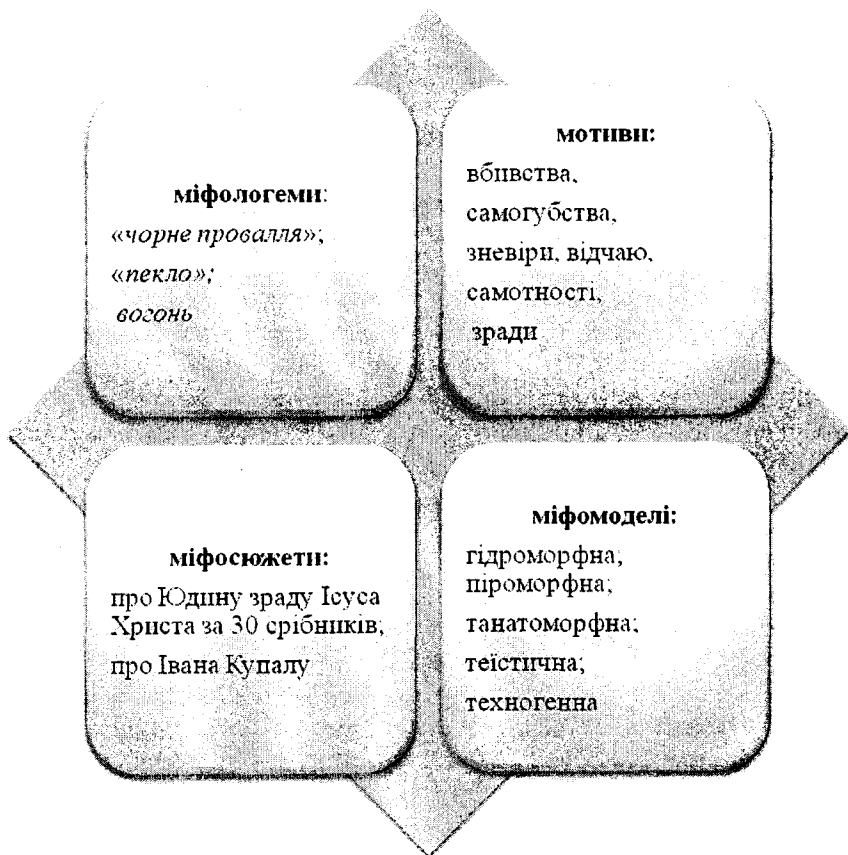 міфологеми:
«чорне провалля»;
«пекло»;
вогонь
мотиви:
вбивства,
самогубства,
зневіри, відчаю,
самотності,
зради
міфосюжети:
про Юдину зраду Ісуса
Христа за 30 срібників;
про Івана Купалу
міфомоделі:
гідроморфна;
піроморфна;
танатоморфна;
теїстична;
техногенна